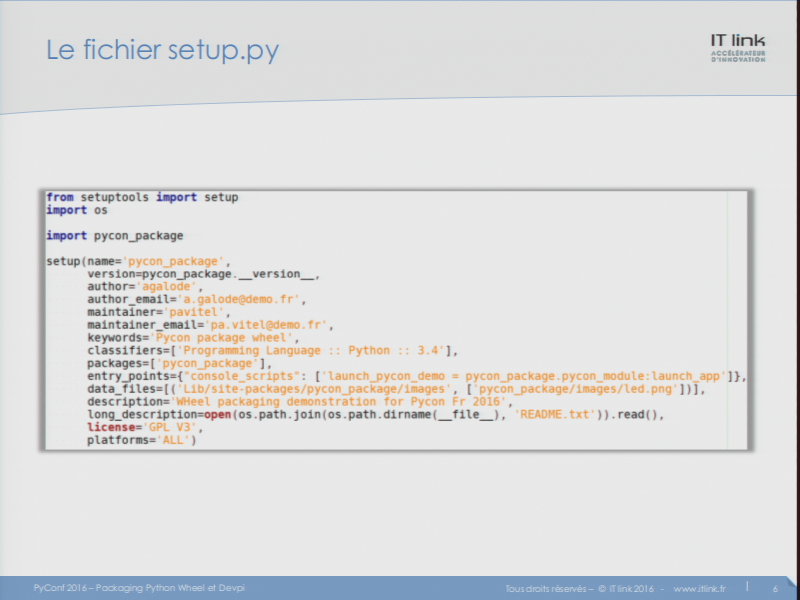 Le fichier setup.py
IT link
ACCÉLÉRATEUR
D'INNOVATION
from setuptools import setup
import os
import pycon_package
setup(name='pycon_package',
version=pycon_package.__version__,
author='agalode',
author_email='a.galode@demo.fr',
maintainer='pavitel',
maintainer_email='pa.vitel@demo.fr',
keywords='Pycon package wheel',
classifiers=['Programming Language :: Python :: 3.4'],
packages=['pycon_package'],
entry_points={"console_scripts": ['launch_pycon_demo = pycon_package.pycon_module:launch_app']},
data_files=[('Lib/site-packages/pycon_package/images', ['pycon_package/images/led.png'])],
description='WHeel packaging demonstration for Pycon Fr 2016',
long_description=open(os.path.join(os.path.dirname(__file__), 'README.txt')).read(),
license='GPL V3',
platforms='ALL')
PyConf 2016 – Packaging Python Wheel et Devpi
Tous droits réservés – © IT link 2016 - www.itlink.fr | 6